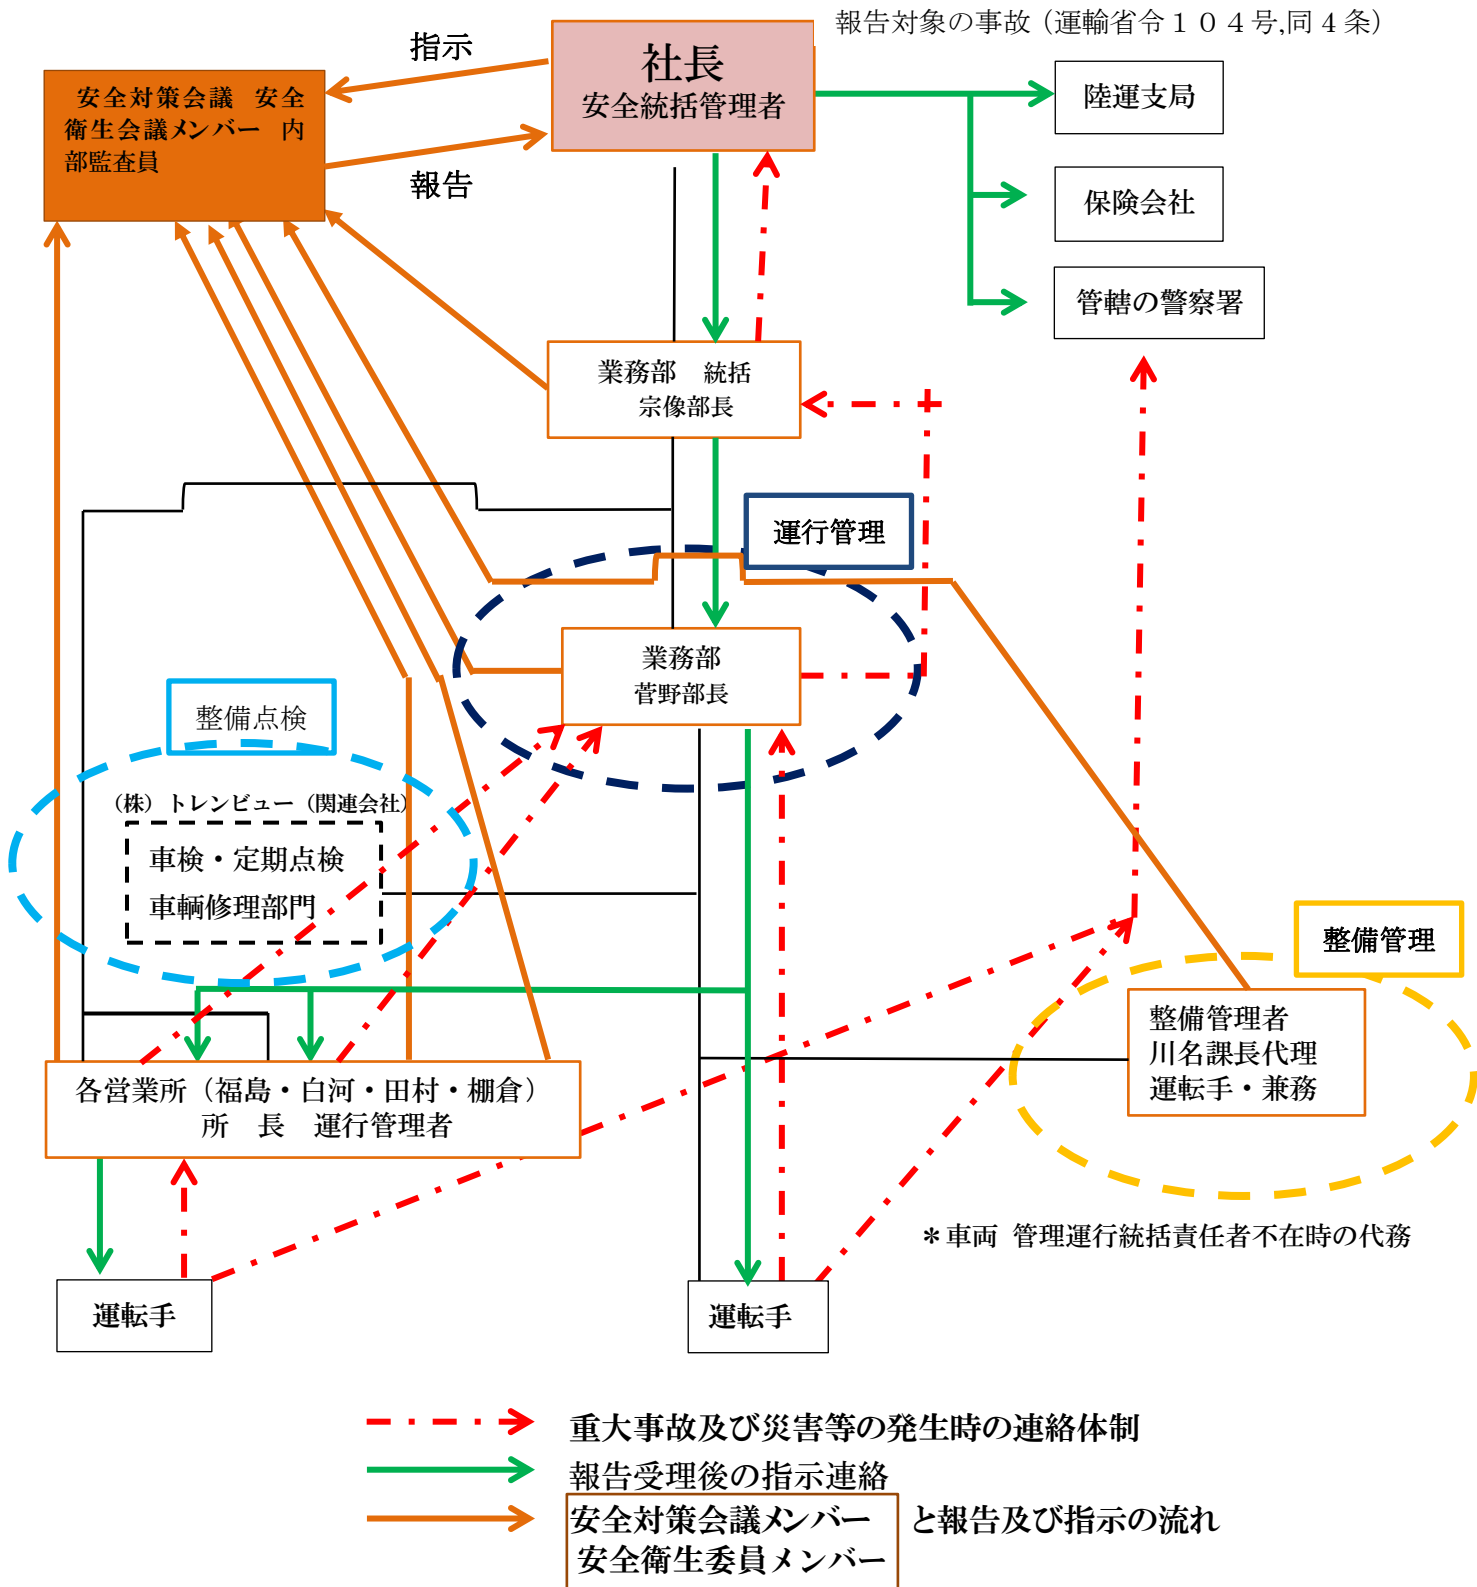 報告対象の事故（運輸省令１０４号,同４条）
指示
社長
安全統括管理者
安全対策会議　安全
衛生会議メンバー　内
部監査員
報告
陸運支局
保険会社
管轄の警察署
業務部　統括
宗像部長
運行管理
業務部
菅野部長
整備点検
（株）トレンビュー（関連会社）
車検・定期点検
車輌修理部門
整備管理
整備管理者
川名課長代理
運転手・兼務
各営業所（福島・白河・田村・棚倉）
所　長　運行管理者
＊車両 管理運行統括責任者不在時の代務
運転手
運転手
重大事故及び災害等の発生時の連絡体制
報告受理後の指示連絡
安全対策会議メンバー　と報告及び指示の流れ
安全衛生委員メンバー